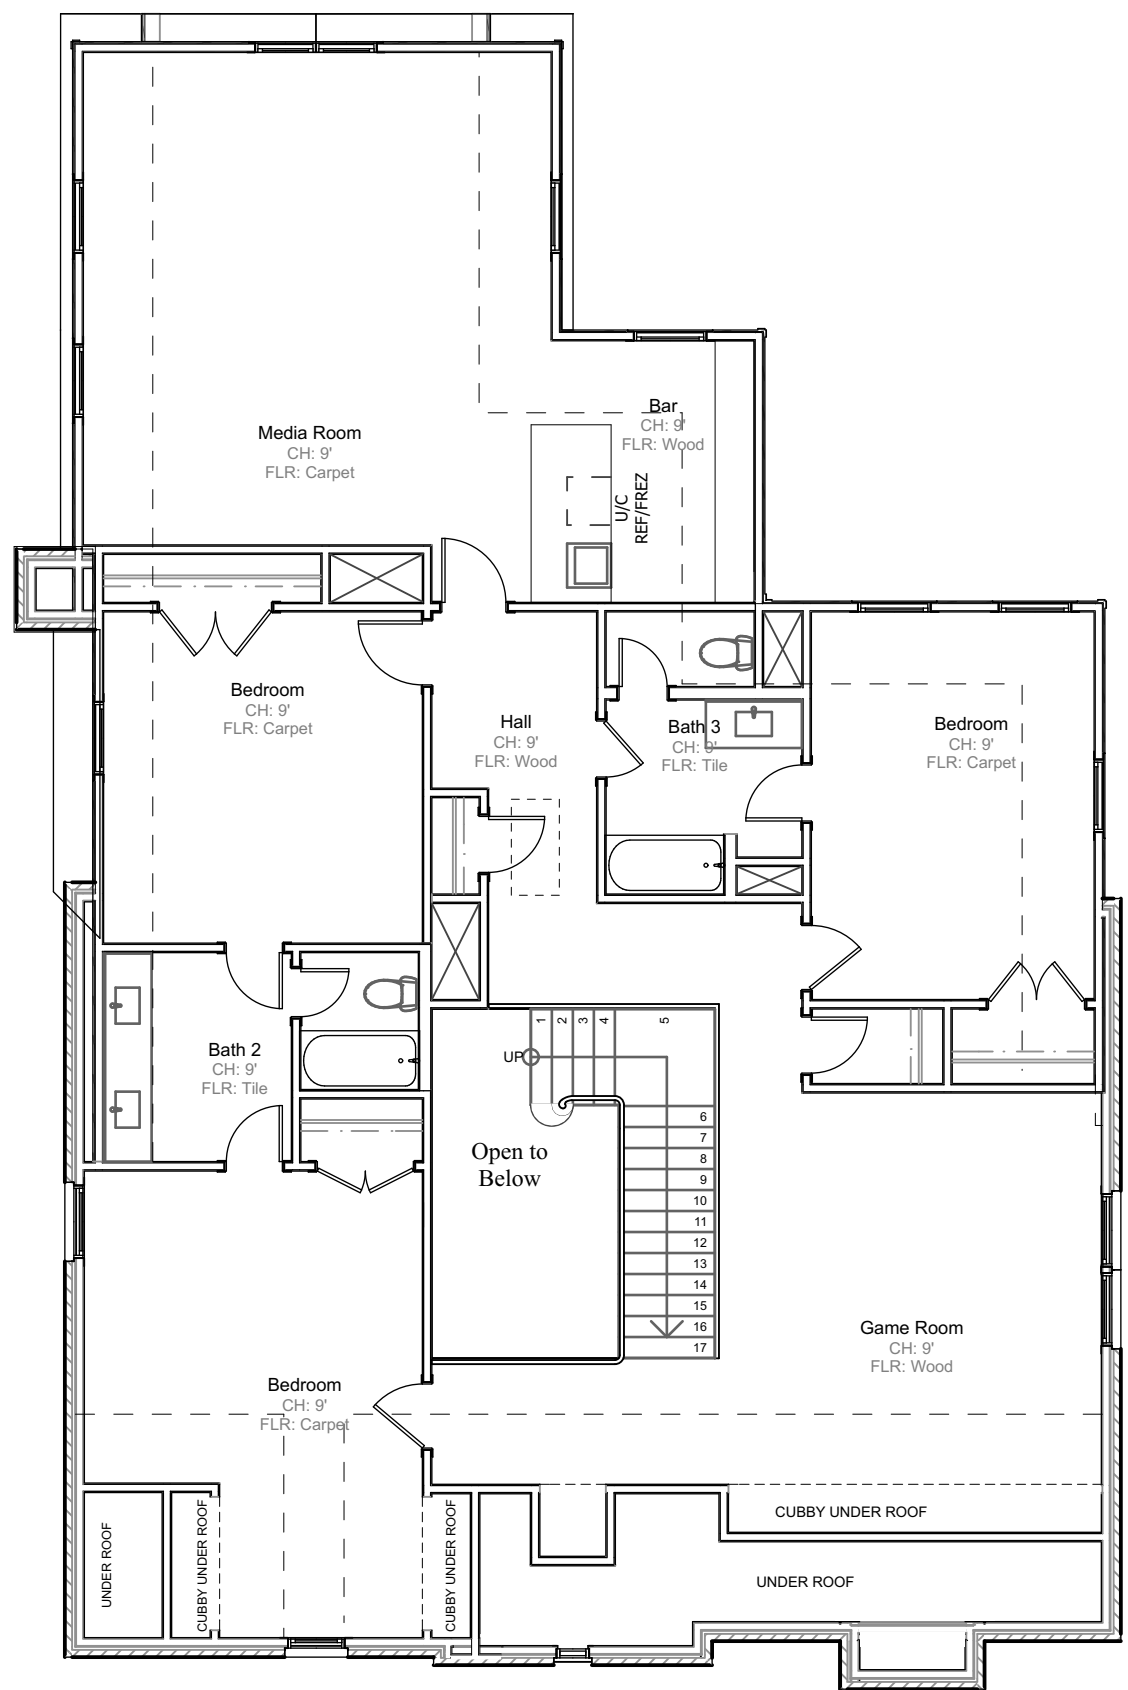 Bar
CH: 9'
FLR: Wood
Media Room
CH: 9'
FLR: Carpet
U/C
REF/FREZ
Bedroom
CH: 9'
FLR: Carpet
Hall
CH: 9'
FLR: Wood
Bath 3
CH: 9'
FLR: Tile
Bedroom
CH: 9'
FLR: Carpet
Bath 2
CH: 9'
FLR: Tile
UP
1
2
3
4
5
6
7
8
9
10
11
12
13
14
15
16
17
Open to
Below
Game Room
CH: 9'
FLR: Wood
Bedroom
CH: 9'
FLR: Carpet
UNDER ROOF
CUBBY UNDER ROOF
CUBBY UNDER ROOF
CUBBY UNDER ROOF
UNDER ROOF